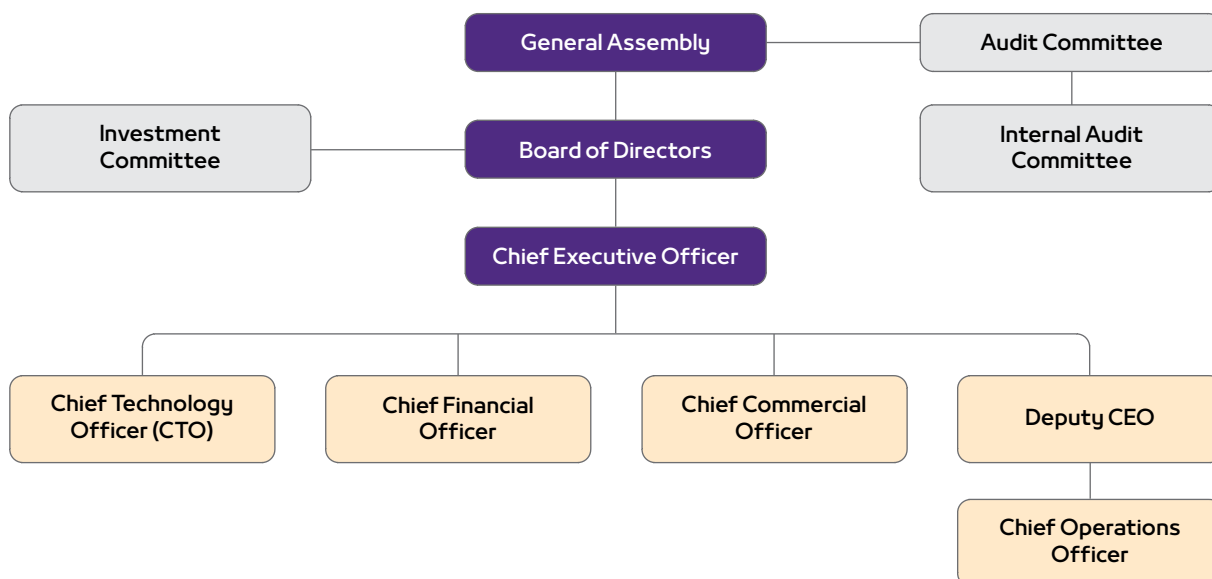 General Assembly
Audit Committee
Investment
Committee
Board of Directors
Internal Audit
Committee
Chief Executive Officer
Chief Technology
Officer (CTO)
Chief Financial
Officer
Chief Commercial
Officer
Deputy CEO
Chief Operations
Officer